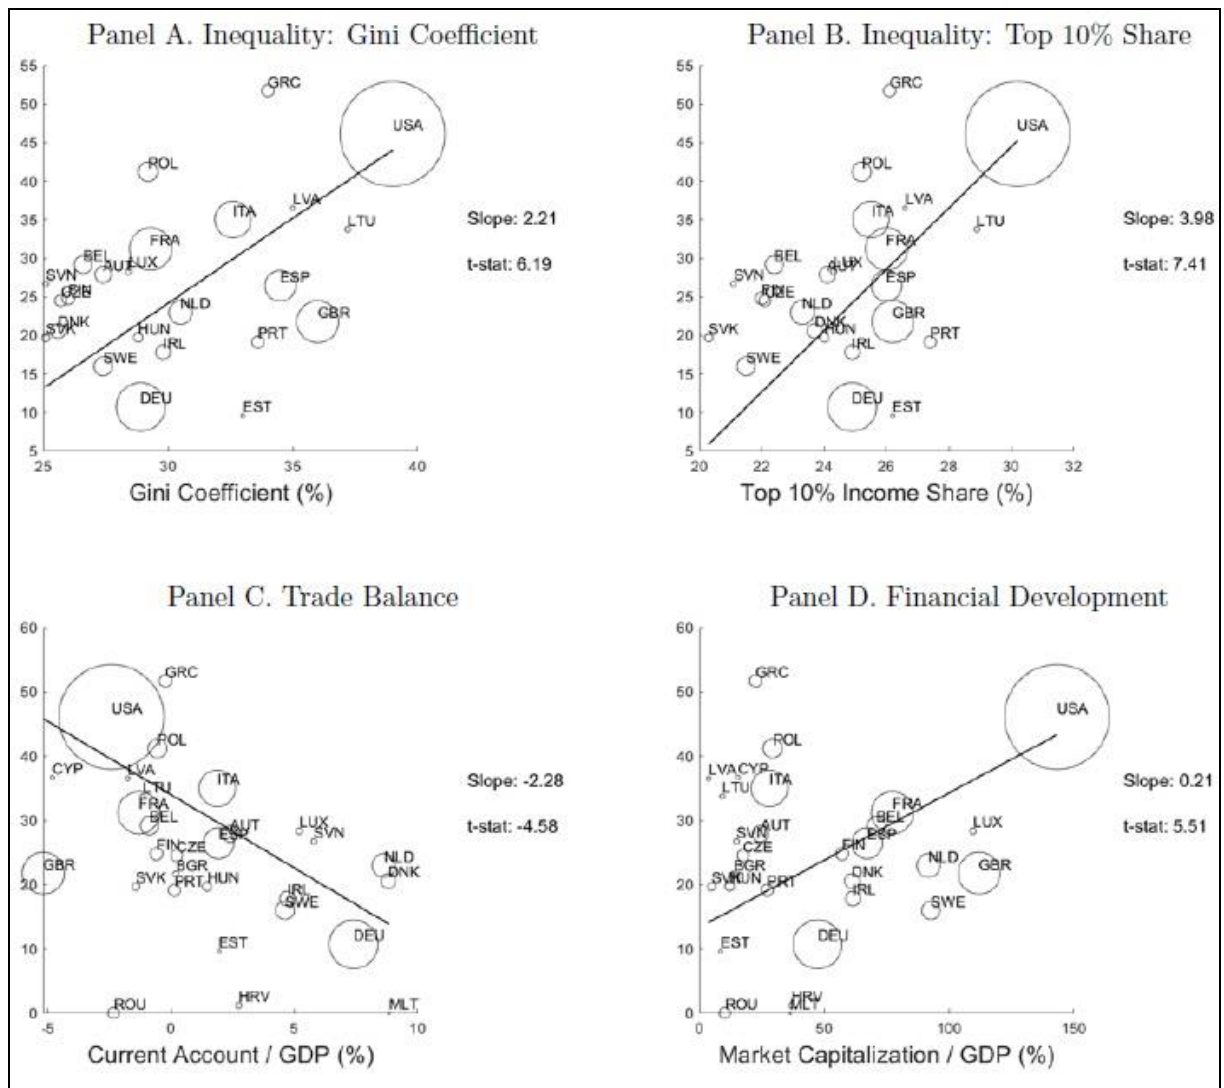 Panel A. Inequality: Gini Coefficient
55
50
45
40
35
30
25
20
15
10
5
GRC
USA
POL
LVA
ITA
LTU
FRA
BEL
AUT
LUX
SVN
ESP
FIN
CZE
NLD
DNK
GBR
SVK
HUN
PRT
IRL
SWE
DEU
EST
Slope: 2.21
t-stat: 6.19
25
30
35
40
Gini Coefficient (%)
Panel B. Inequality: Top 10% Share
55
50
45
40
35
30
25
20
15
10
5
GRC
USA
POL
LVA
ITA
LTU
FRA
BEL
LUX
AUT
SVN
ESP
FIN
CZE
NLD
GBR
DNK
SVK
HUN
PRT
IRL
SWE
DEU
EST
Slope: 3.98
t-stat: 7.41
20
22
24
26
28
30
32
Top 10% Income Share (%)
Panel C. Trade Balance
60
50
40
30
20
10
0
GRC
USA
POL
CYP
LVA
ITA
LTU
FRA
BEL
AUT
LUX
ESP
SVN
FIN
CZE
GBR
BGR
NLD
DNK
SVK
PRT
HUN
IRL
SWE
DEU
EST
HRV
ROU
MLT
Slope: -2.28
t-stat: -4.58
-5
0
5
10
Current Account / GDP (%)
Panel D. Financial Development
60
50
40
30
20
10
0
GRC
USA
POL
LVA
CYP
ITA
LTU
FRA
BEL
AUT
SVN
LUX
ESP
CZE
FIN
BGR
NLD
GBR
SVK
HUN
PRT
DNK
IRL
SWE
DEU
EST
HRV
ROU
MLT
Slope: 0.21
t-stat: 5.51
0
50
100
150
Market Capitalization / GDP (%)